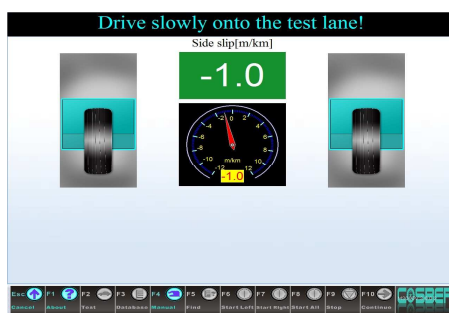 Drive slowly onto the test lane!
Side slip[m/km]
-1.0
-2 0 2
-4 4
-6 6
-8 8
-10 m/km 10
-12 12
-1.0
Esc F1 F2 F3 F4 F5 F6 F7 F8 F9 F10
Cancel About Test Database Manual Find Start Left Start Right Start All Stop Continue